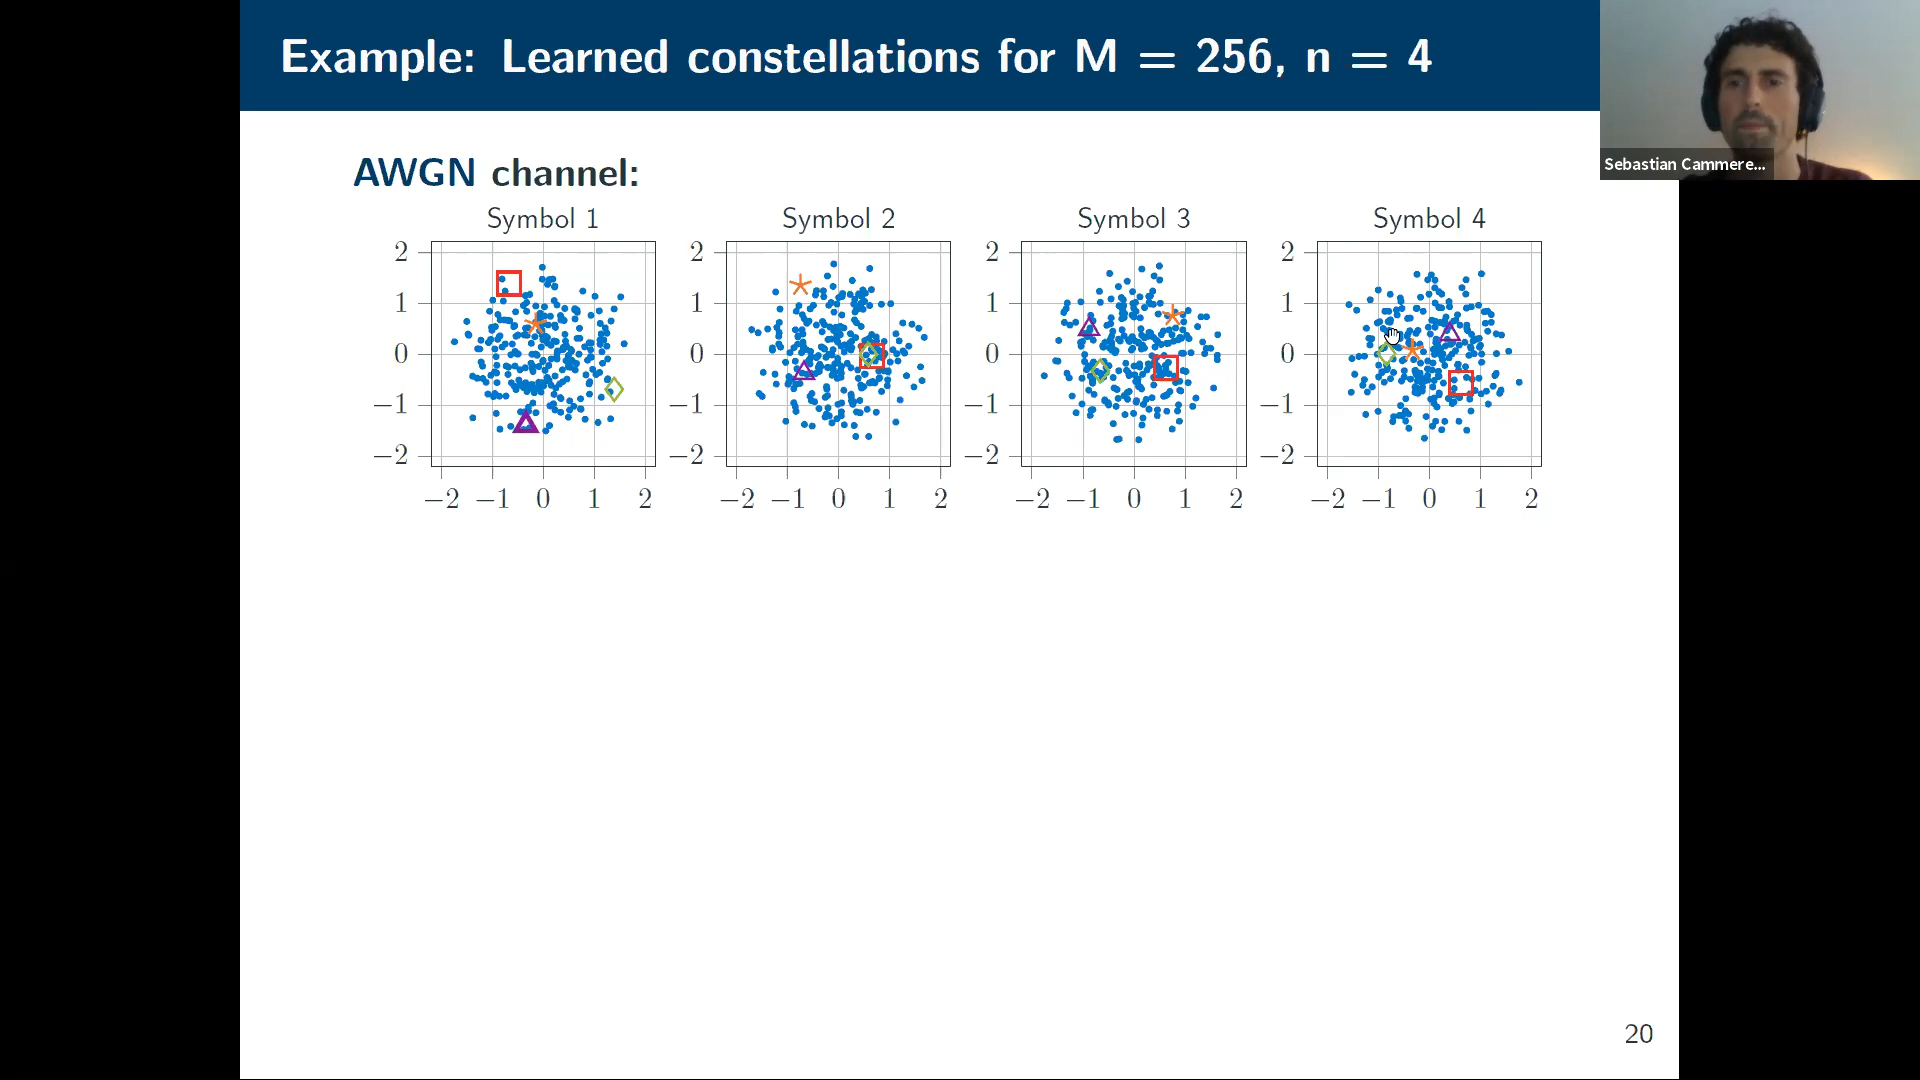 Example: Learned constellations for M = 256, n = 4
Sebastian Cammere...
AWGN channel:
Symbol 1 Symbol 2 Symbol 3 Symbol 4
2 2 2 2
1 1 1 1
0 0 0 0
−1 −1 −1 −1
−2 −2 −2 −2
−2 −1 0 1 2 −2 −1 0 1 2 −2 −1 0 1 2 −2 −1 0 1 2
20